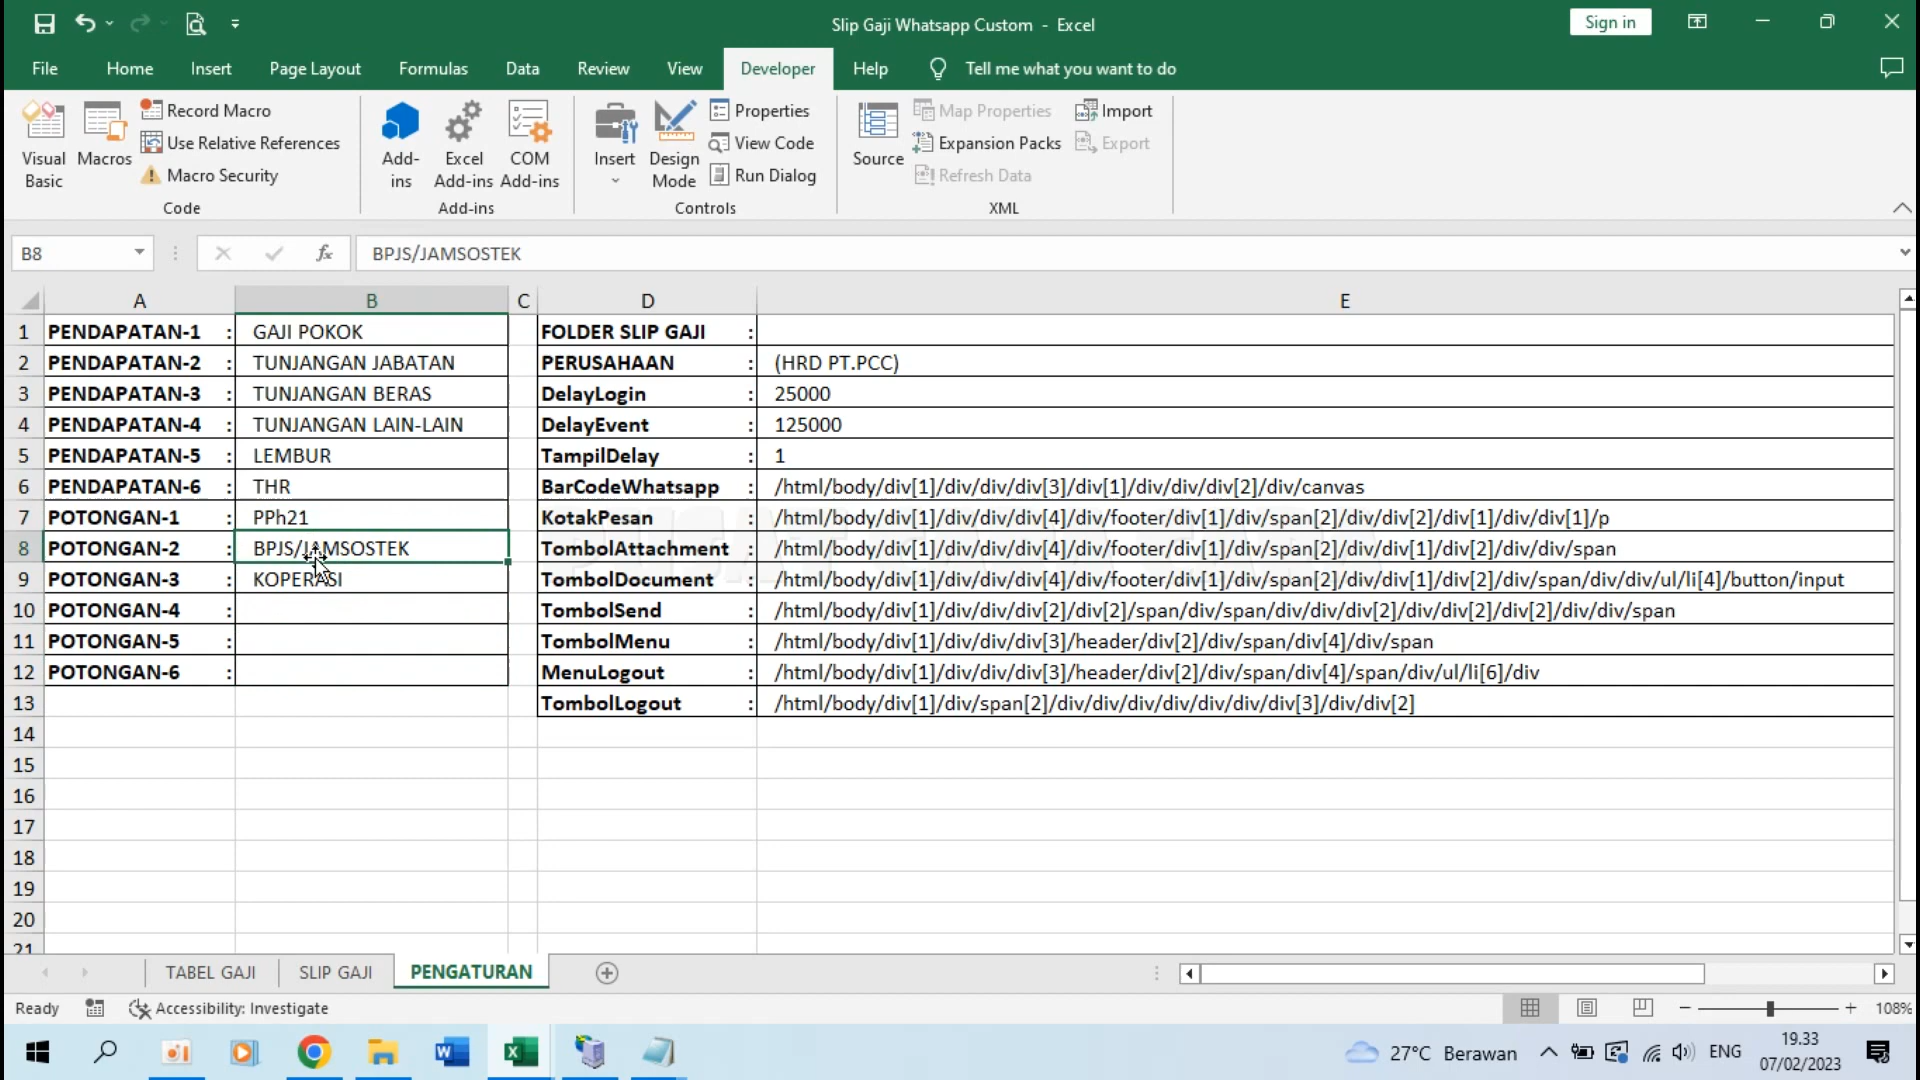 Slip Gaji Whatsapp Custom - Excel
Sign in
File Home Insert Page Layout Formulas Data Review View Developer Help Tell me what you want to do
Visual Basic
Macros
Record Macro
Use Relative References
Macro Security
Code
Add-ins
Excel Add-ins
COM Add-ins
Add-ins
Insert
Design Mode
Properties
View Code
Run Dialog
Controls
Source
Map Properties
Expansion Packs
Refresh Data
Import
Export
XML
B8
fx
BPJS/JAMSOSTEK
A B C D E
1 PENDAPATAN-1 : GAJI POKOK FOLDER SLIP GAJI :
2 PENDAPATAN-2 : TUNJANGAN JABATAN PERUSAHAAN : (HRD PT.PCC)
3 PENDAPATAN-3 : TUNJANGAN BERAS DelayLogin : 25000
4 PENDAPATAN-4 : TUNJANGAN LAIN-LAIN DelayEvent : 125000
5 PENDAPATAN-5 : LEMBUR TampilDelay : 1
6 PENDAPATAN-6 : THR BarCodeWhatsapp : /html/body/div[1]/div/div/div[3]/div[1]/div/div/div[2]/div/canvas
7 POTONGAN-1 : PPh21 KotakPesan : /html/body/div[1]/div/div/div[4]/div/footer/div[1]/div/span[2]/div/div[2]/div[1]/div/div[1]/p
8 POTONGAN-2 : BPJS/JAMSOSTEK TombolAttachment : /html/body/div[1]/div/div/div[4]/div/footer/div[1]/div/span[2]/div/div[1]/div[2]/div/div/span
9 POTONGAN-3 : KOPERASI TombolDocument : /html/body/div[1]/div/div/div[4]/div/footer/div[1]/div/span[2]/div/div[1]/div[2]/div/span/div/div/ul/li[4]/button/input
10 POTONGAN-4 : TombolSend : /html/body/div[1]/div/div/div[2]/div[2]/span/div/span/div/div/div[2]/div/div[2]/div[2]/div/div/span
11 POTONGAN-5 : TombolMenu : /html/body/div[1]/div/div/div[3]/header/div[2]/div/span/div[4]/div/span
12 POTONGAN-6 : MenuLogout : /html/body/div[1]/div/div/div[3]/header/div[2]/div/span/div[4]/span/div/ul/li[6]/div
13 TombolLogout : /html/body/div[1]/div/span[2]/div/div/div/div/div/div/div[3]/div/div[2]
14
15
16
17
18
19
20
21
TABEL GAJI SLIP GAJI PENGATURAN
Ready Accessibility: Investigate 108%
27°C Berawan ENG 19.33
07/02/2023